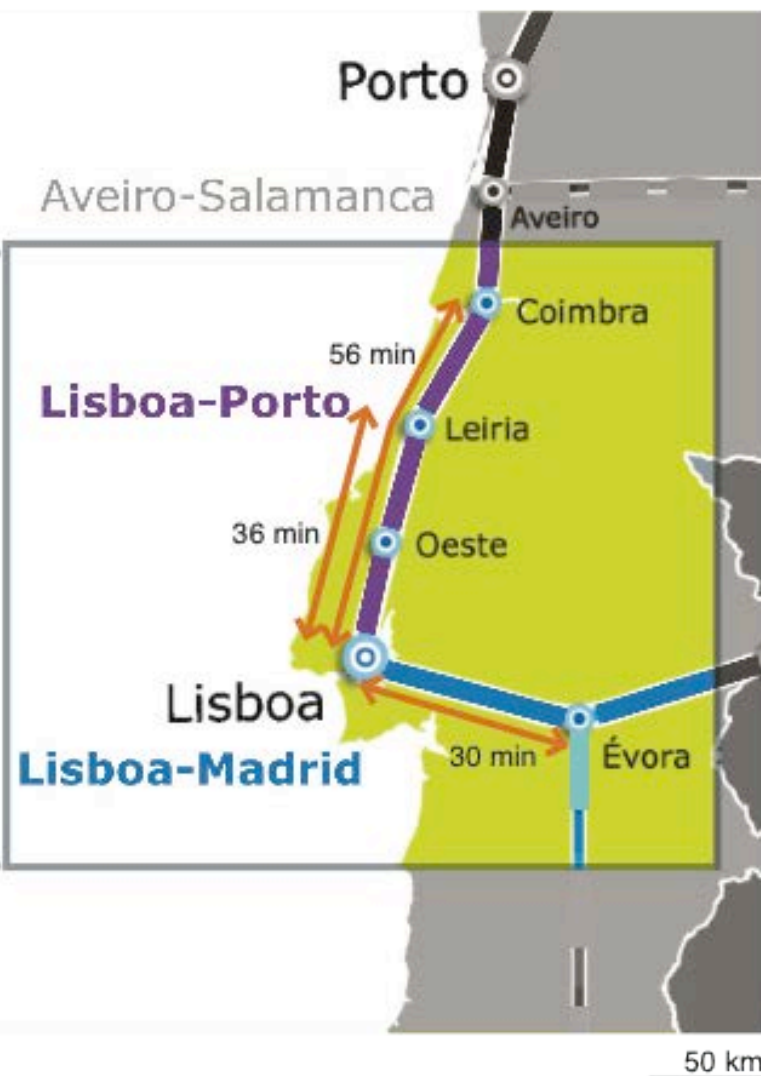 Porto
Aveiro-Salamanca
Aveiro
Coimbra
56 min
Lisboa-Porto
Leiria
36 min
Oeste
Lisboa
30 min
Évora
Lisboa-Madrid
50 km